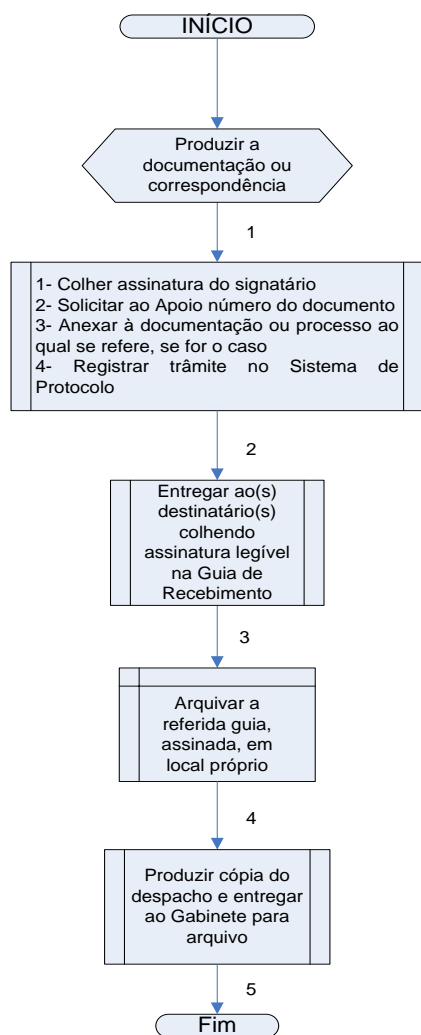 INÍCIO
Produzir a
documentação ou
correspondência
1
1- Colher assinatura do signatário
2- Solicitar ao Apoio número do documento
3- Anexar à documentação ou processo ao
qual se refere, se for o caso
4- Registrar trâmite no Sistema de
Protocolo
2
Entregar ao(s)
destinatário(s)
colhendo
assinatura legível
na Guia de
Recebimento
3
Arquivar a
referida guia,
assinada, em
local próprio
4
Produzir cópia do
despacho e entregar
ao Gabinete para
arquivo
5
Fim